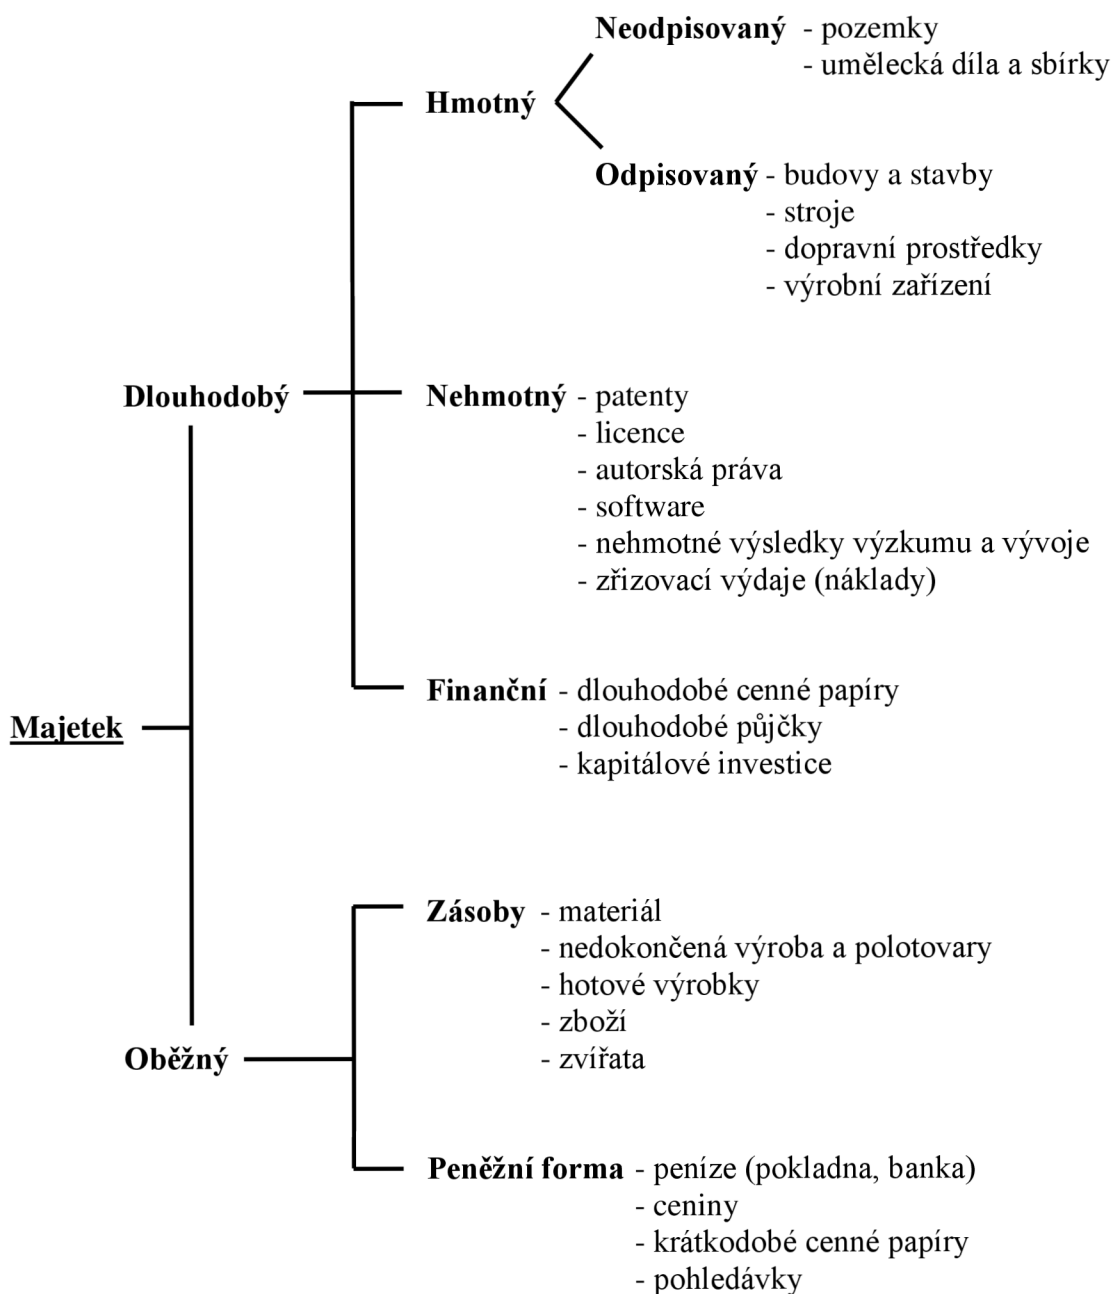 Neodpisovaný - pozemky
- umělecká díla a sbírky
Hmotný
Odpisovaný - budovy a stavby
- stroje
- dopravní prostředky
- výrobní zařízení
Dlouhodobý
Nehmotný - patenty
- licence
- autorská práva
- software
- nehmotné výsledky výzkumu a vývoje
- zřizovací výdaje (náklady)
Finanční - dlouhodobé cenné papíry
- dlouhodobé půjčky
- kapitálové investice
Majetek
Zásoby - materiál
- nedokončená výroba a polotovary
- hotové výrobky
- zboží
- zvířata
Oběžný
Peněžní forma - peníze (pokladna, banka)
- ceniny
- krátkodobé cenné papíry
- pohledávky